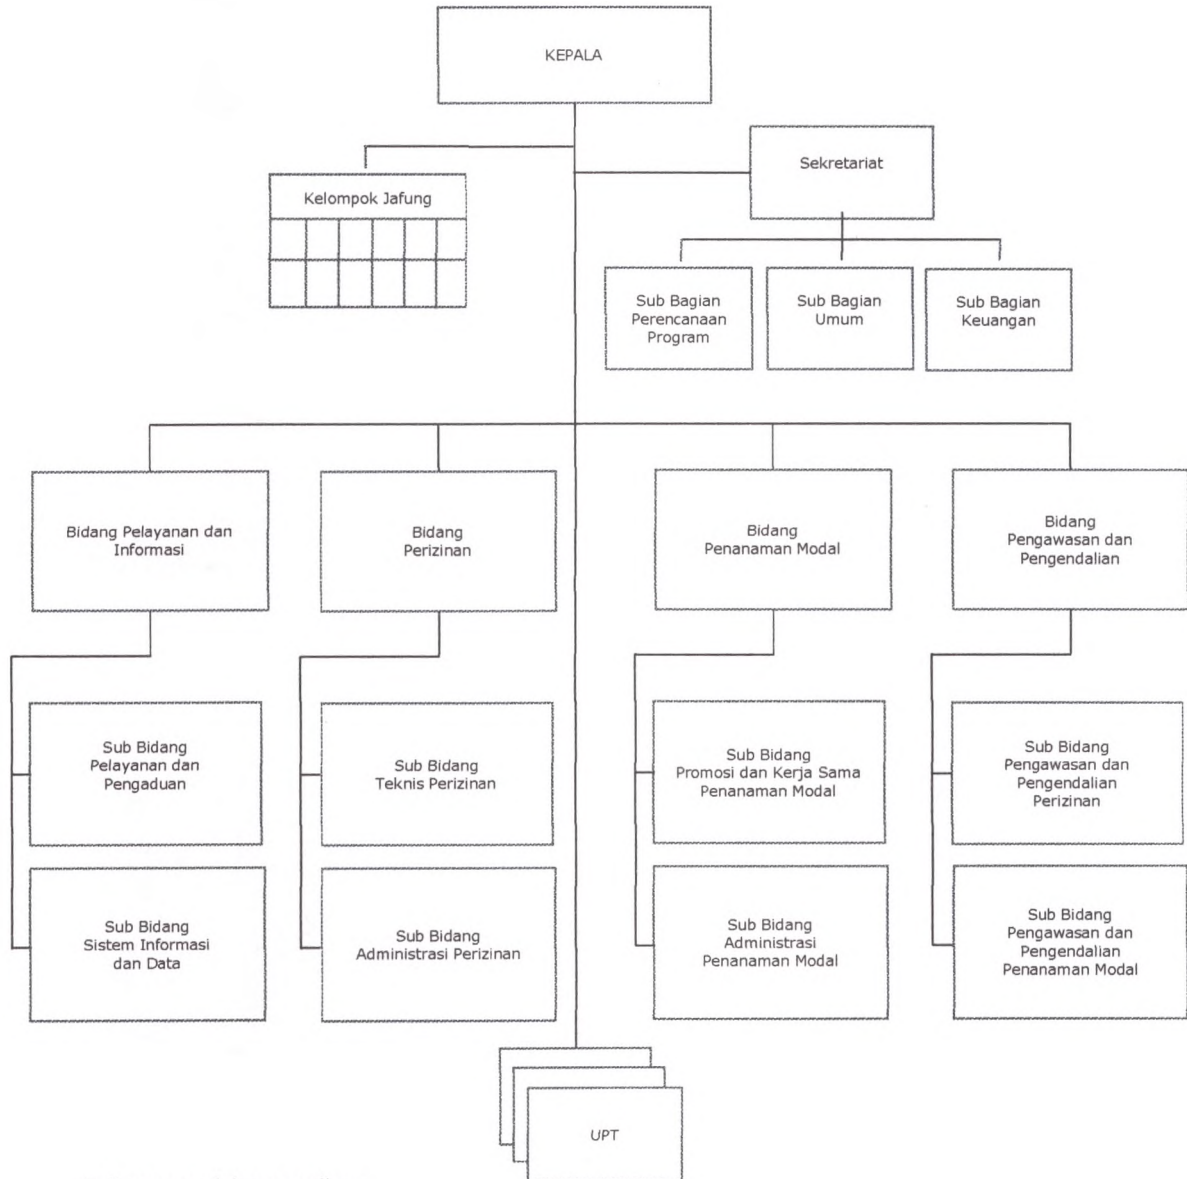 KEPALA
Sekretariat
Kelompok Jafung
Sub Bagian
Perencanaan
Program
Sub Bagian
Umum
Sub Bagian
Keuangan
Bidang Pelayanan dan
Informasi
Bidang
Perizinan
Bidang
Penanaman Modal
Bidang
Pengawasan dan
Pengendalian
Sub Bidang
Pelayanan dan
Pengaduan
Sub Bidang
Teknis Perizinan
Sub Bidang
Promosi dan Kerja Sama
Penanaman Modal
Sub Bidang
Pengawasan dan
Pengendalian
Perizinan
Sub Bidang
Sistem Informasi
dan Data
Sub Bidang
Administrasi Perizinan
Sub Bidang
Administrasi
Penanaman Modal
Sub Bidang
Pengawasan dan
Pengendalian
Penanaman Modal
UPT